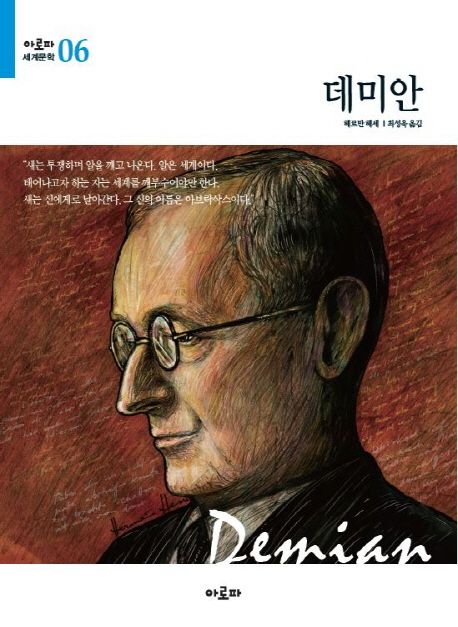 아로파
세계문학 06
데미안
헤르만 헤세 | 최성욱 옮김
“새는 투쟁하며 알을 깨고 나온다. 알은 세계이다.
태어나고자 하는 자는 세계를 깨부수어야만 한다.
새는 신에게로 날아간다. 그 신의 이름은 아브락사스이다.”
Demian
아로파